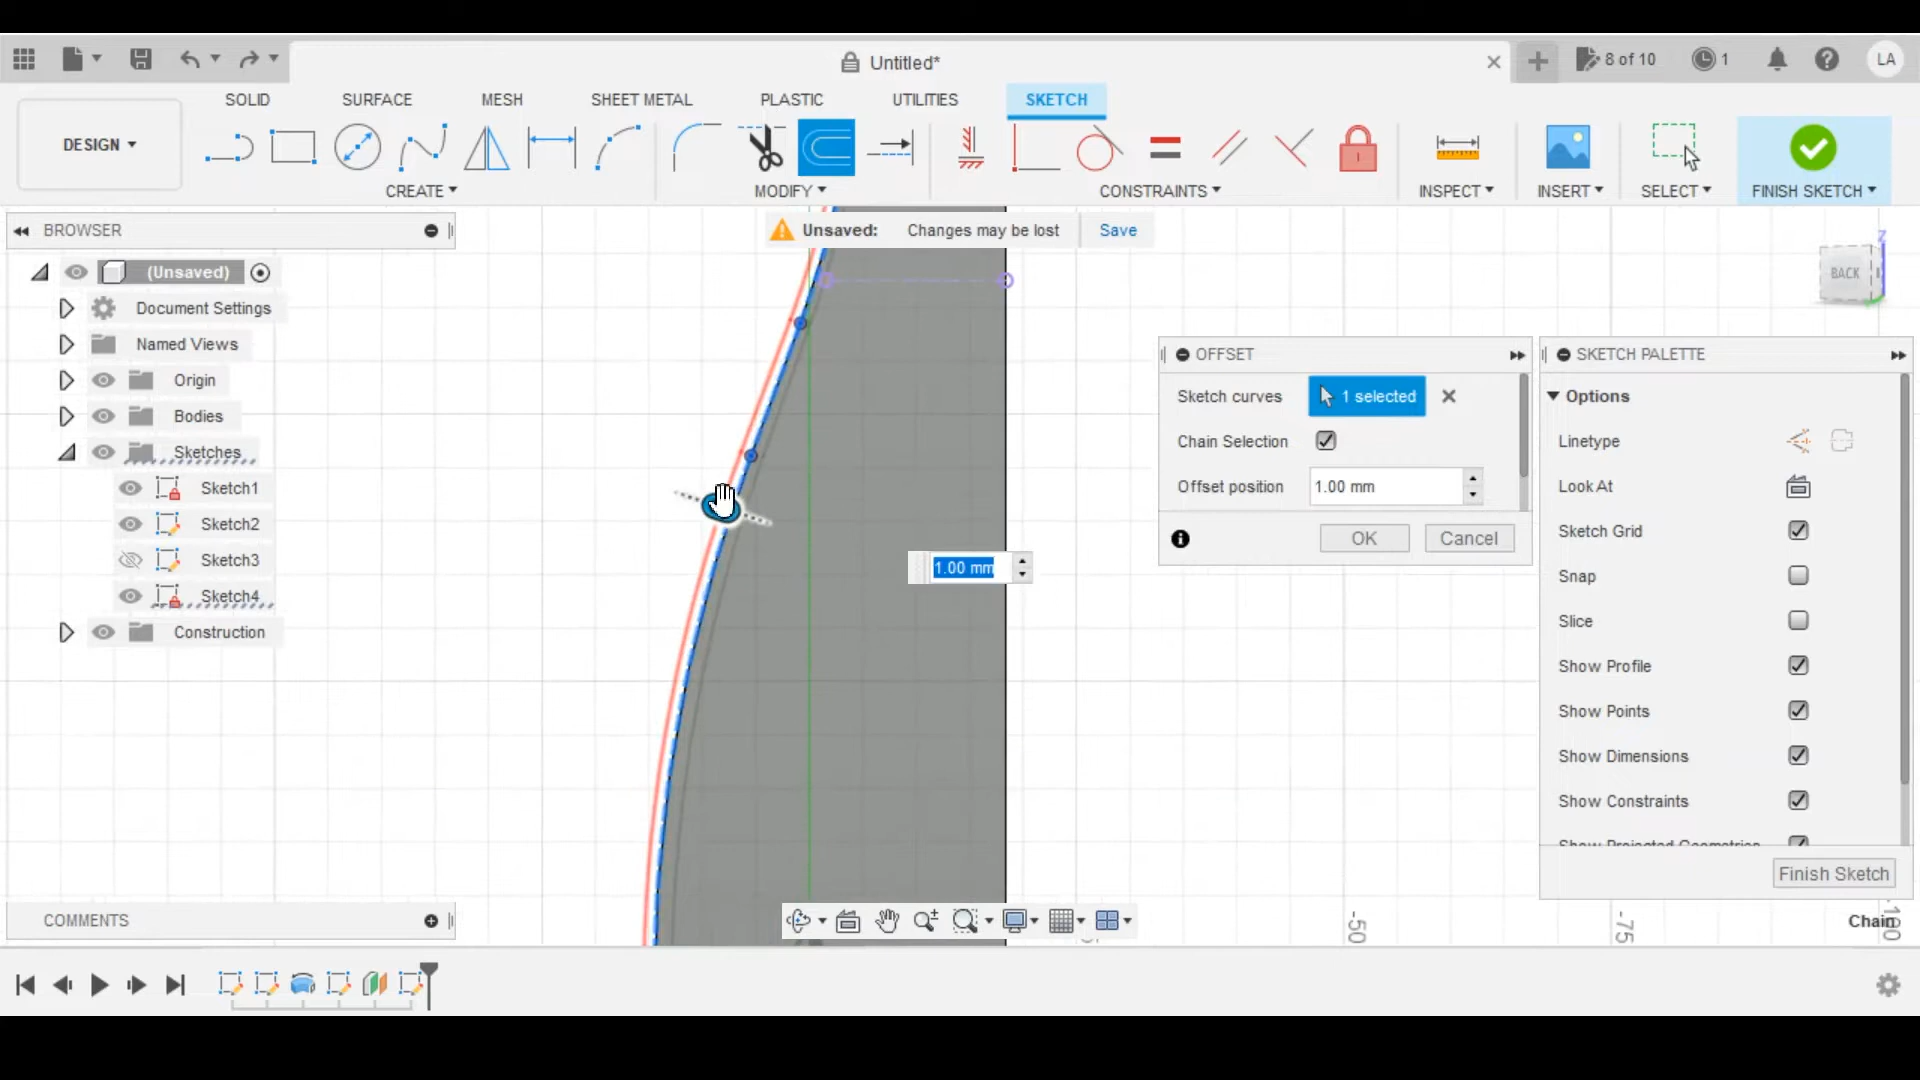 Untitled*
8 of 10
1
LA
SOLID
SURFACE
MESH
SHEET METAL
PLASTIC
UTILITIES
SKETCH
DESIGN
CREATE
MODIFY
CONSTRAINTS
INSPECT
INSERT
SELECT
FINISH SKETCH
BROWSER
Unsaved: Changes may be lost Save
Z
BACK
(Unsaved)
Document Settings
Named Views
Origin
Bodies
Sketches
Sketch1
Sketch2
Sketch3
Sketch4
Construction
OFFSET
Sketch curves 1 selected
Chain Selection
Offset position 1.00 mm
OK Cancel
1.00 mm
SKETCH PALETTE
Options
Linetype
Look At
Sketch Grid
Snap
Slice
Show Profile
Show Points
Show Dimensions
Show Constraints
Show Projected Geometries
Finish Sketch
COMMENTS
-50
-75
-100
Chain